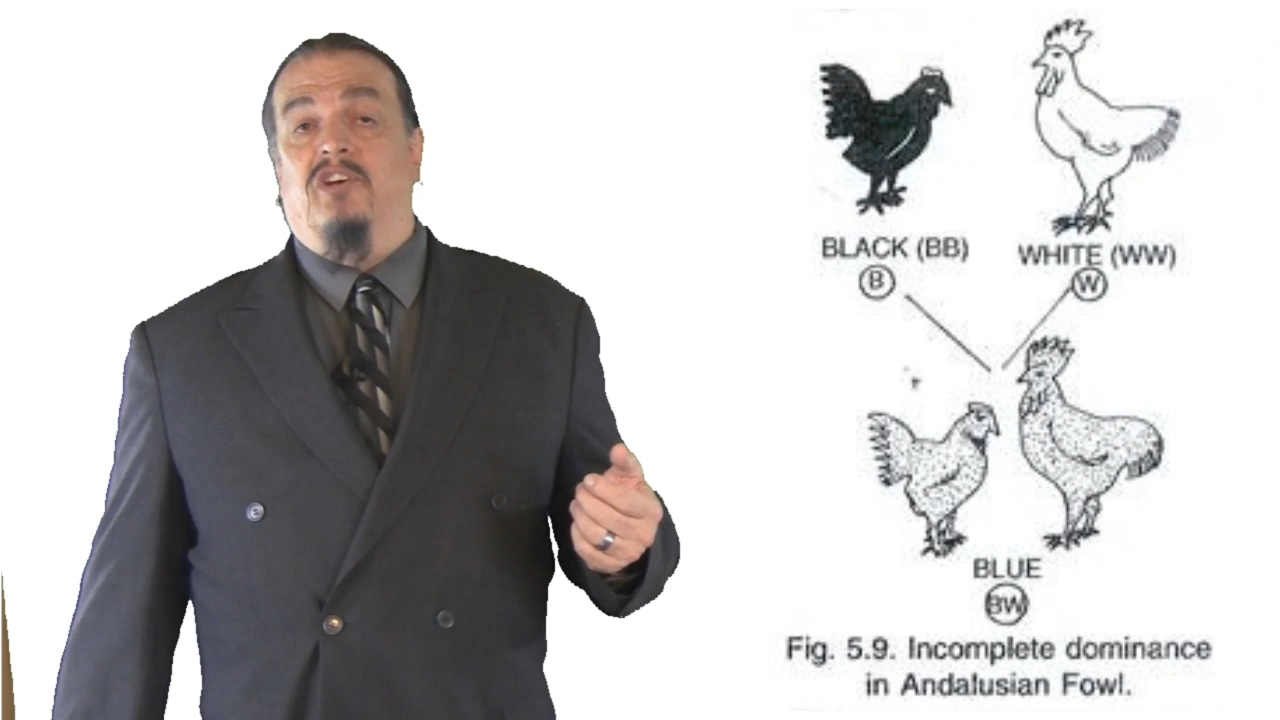 BLACK (BB)
WHITE (WW)
B
W
BLUE
BW
Fig. 5.9. Incomplete dominance
in Andalusian Fowl.